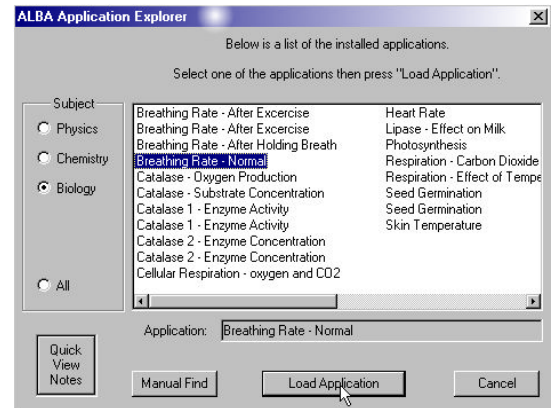 ALBA Application Explorer
Below is a list of the installed applications.
Select one of the applications then press "Load Application".
Subject
Physics
Chemistry
Biology
All
Breathing Rate - After Excercise
Breathing Rate - After Excercise
Breathing Rate - After Holding Breath
Breathing Rate - Normal
Catalase - Oxygen Production
Catalase - Substrate Concentration
Catalase 1 - Enzyme Activity
Catalase 1 - Enzyme Activity
Catalase 2 - Enzyme Concentration
Catalase 2 - Enzyme Concentration
Cellular Respiration - oxygen and CO2
Heart Rate
Lipase - Effect on Milk
Photosynthesis
Respiration - Carbon Dioxide
Respiration - Effect of Tempe
Seed Germination
Seed Germination
Skin Temperature
Application: Breathing Rate - Normal
Quick
View
Notes
Manual Find
Load Application
Cancel